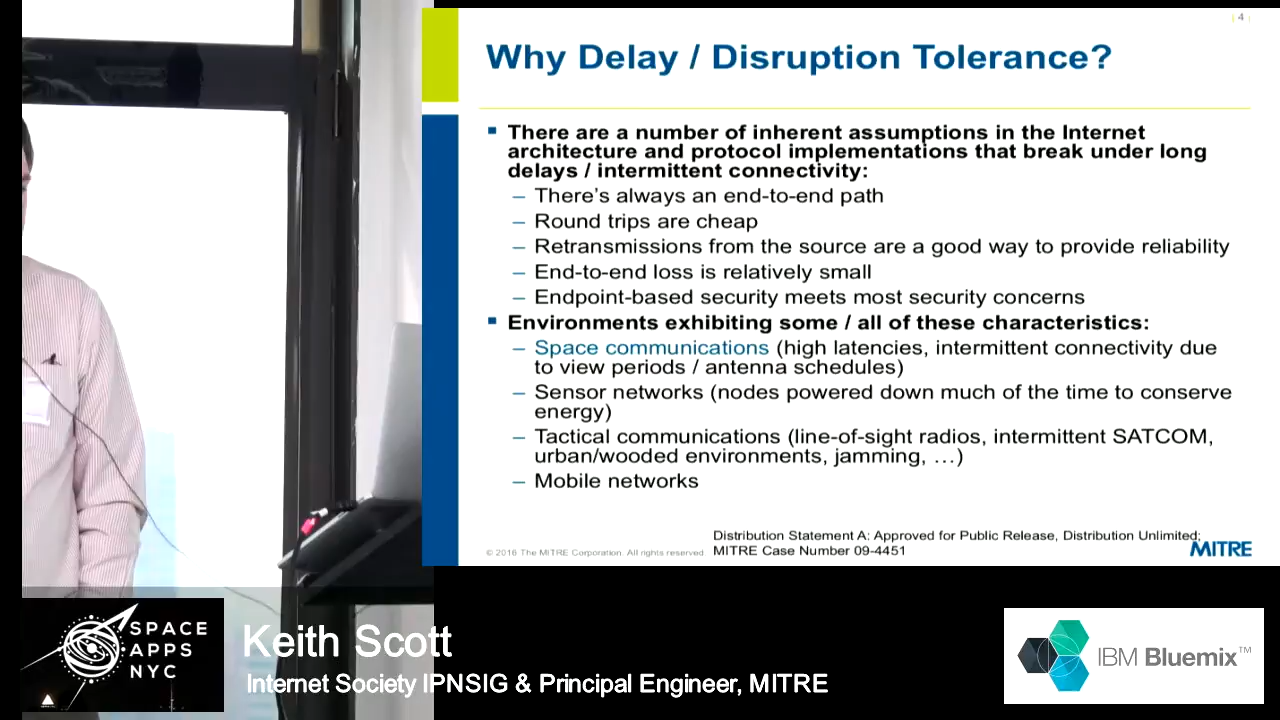 | 4 |
Why Delay / Disruption Tolerance?
There are a number of inherent assumptions in the Internet
architecture and protocol implementations that break under long
delays / intermittent connectivity:
– There's always an end-to-end path
– Round trips are cheap
– Retransmissions from the source are a good way to provide reliability
– End-to-end loss is relatively small
– Endpoint-based security meets most security concerns
Environments exhibiting some / all of these characteristics:
– Space communications (high latencies, intermittent connectivity due
to view periods / antenna schedules)
– Sensor networks (nodes powered down much of the time to conserve
energy)
– Tactical communications (line-of-sight radios, intermittent SATCOM,
urban/wooded environments, jamming, …)
– Mobile networks
© 2016 The MITRE Corporation. All rights reserved
Distribution Statement A: Approved for Public Release, Distribution Unlimited;
MITRE Case Number 09-4451
MITRE
SPACE
APPS
NYC
Keith Scott
Internet Society IPNSIG & Principal Engineer, MITRE
IBM Bluemix™